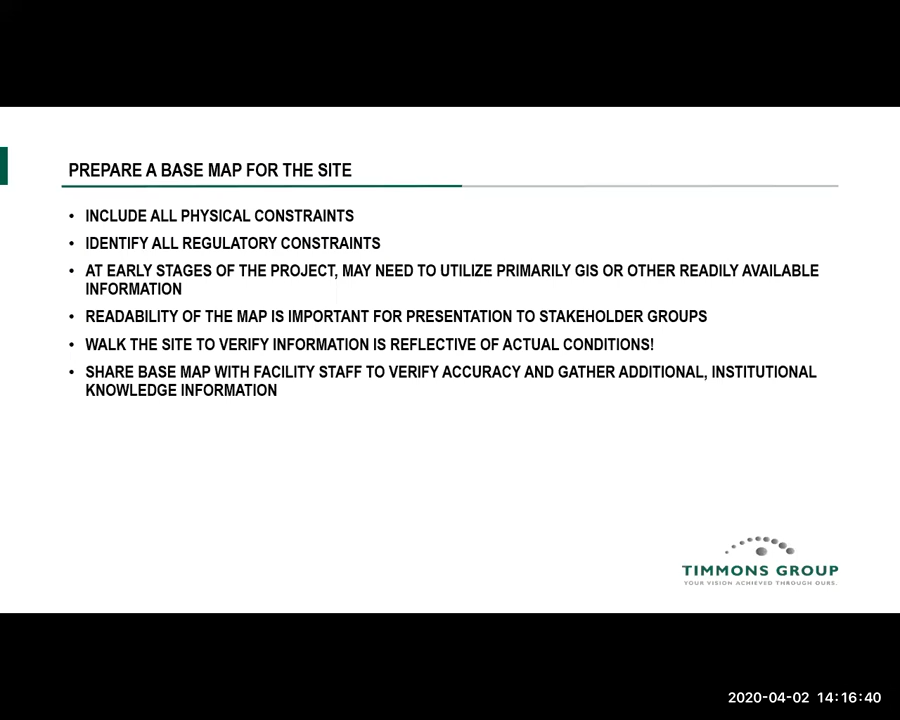 PREPARE A BASE MAP FOR THE SITE
• INCLUDE ALL PHYSICAL CONSTRAINTS
• IDENTIFY ALL REGULATORY CONSTRAINTS
• AT EARLY STAGES OF THE PROJECT, MAY NEED TO UTILIZE PRIMARILY GIS OR OTHER READILY AVAILABLE
INFORMATION
• READABILITY OF THE MAP IS IMPORTANT FOR PRESENTATION TO STAKEHOLDER GROUPS
• WALK THE SITE TO VERIFY INFORMATION IS REFLECTIVE OF ACTUAL CONDITIONS!
• SHARE BASE MAP WITH FACILITY STAFF TO VERIFY ACCURACY AND GATHER ADDITIONAL, INSTITUTIONAL
KNOWLEDGE INFORMATION
TIMMONS GROUP
YOUR VISION ACHIEVED THROUGH OURS.
2020-04-02 14:16:40